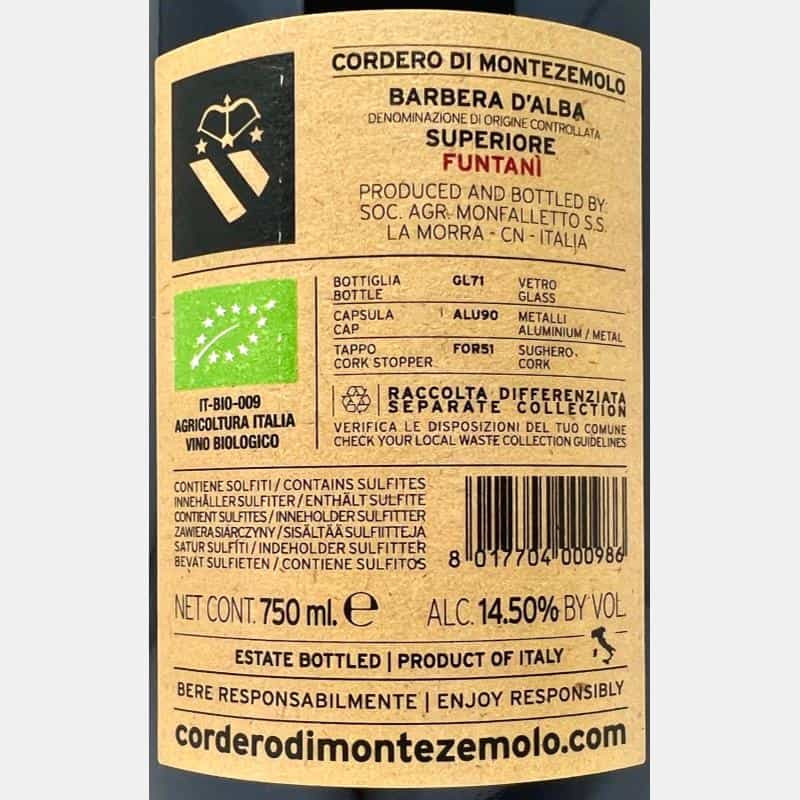 CORDERO DI MONTEZEMOLO
BARBERA D'ALBA
DENOMINAZIONE DI ORIGINE CONTROLLATA
SUPERIORE
FUNTANÌ
PRODUCED AND BOTTLED BY:
SOC. AGR. MONFALLETTO S.S.
LA MORRA - CN - ITALIA
BOTTIGLIA GL71 VETRO
BOTTLE GLASS
CAPSULA ALU90 METALLI
CAP ALUMINIUM / METAL
TAPPO FOR51 SUGHERO
CORK STOPPER CORK
IT-BIO-009
AGRICOLTURA ITALIA
VINO BIOLOGICO
RACCOLTA DIFFERENZIATA
SEPARATE COLLECTION
VERIFICA LE DISPOSIZIONI DEL TUO COMUNE
CHECK YOUR LOCAL WASTE COLLECTION GUIDELINES
CONTIENE SOLFITI / CONTAINS SULFITES
INNEHÅLLER SULFITER / ENTHÄLT SULFITE
CONTIENT SULFITES / INNEHOLDER SULFITTER
ZAWIERA SIARCZYNY / SISÄLTÄÄ SULFIITTEJA
SATUR SULFĪTI / INDEHOLDER SULFITTER
BEVAT SULFIETEN / CONTIENE SULFITOS
8 017704 000986
NET CONT. 750 ml. ℮ ALC. 14.50% BY VOL.
ESTATE BOTTLED | PRODUCT OF ITALY
BERE RESPONSABILMENTE | ENJOY RESPONSIBLY
corderodimontezemolo.com